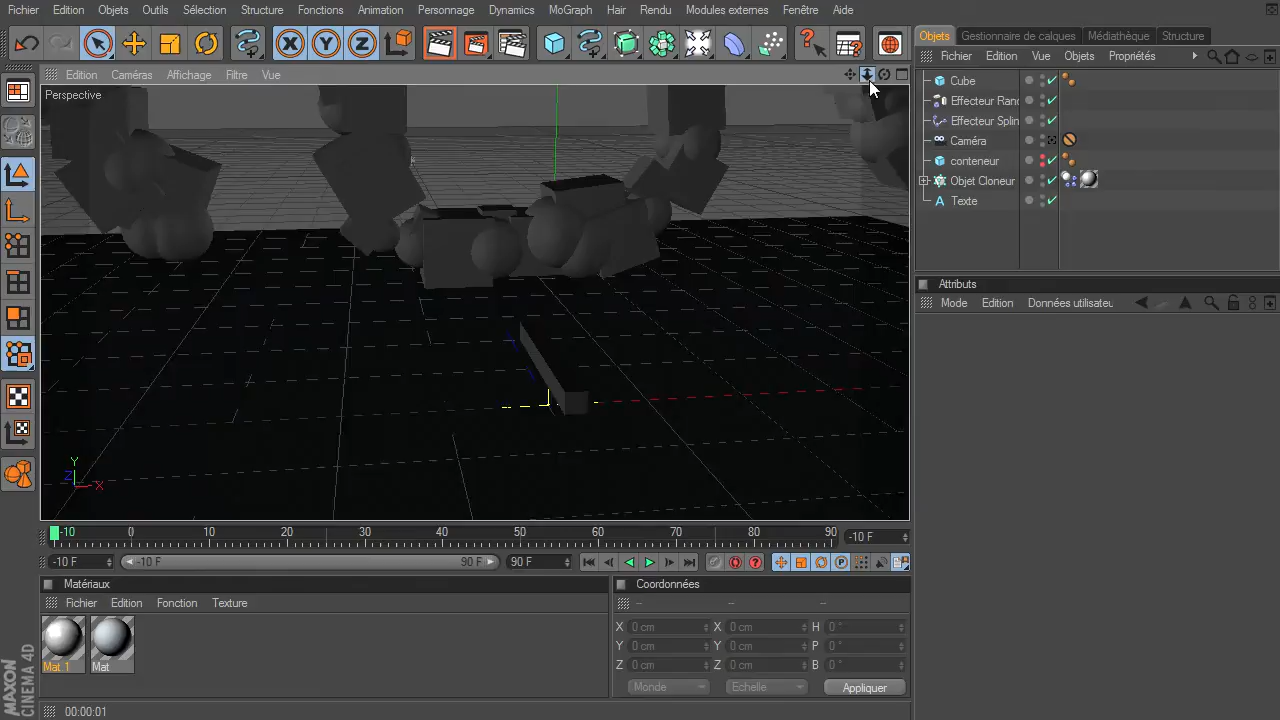 Fichier Edition Objets Outils Sélection Structure Fonctions Animation Personnage Dynamics MoGraph Hair Rendu Modules externes Fenêtre Aide
Objets Gestionnaire de calques Médiathèque Structure
Fichier Edition Vue Objets Propriétés
Edition Caméras Affichage Filtre Vue
Perspective
Cube
Effecteur Ran
Effecteur Splin
Caméra
conteneur
Objet Cloneur
Texte
Attributs
Mode Edition Données utilisateur
Y
Z
X
-10 0 10 20 30 40 50 60 70 80 90 -10 F
-10 F -10 F 90 F 90 F
Matériaux
Fichier Edition Fonction Texture
Mat.1 Mat
Coordonnées
-- -- --
X 0 cm X 0 cm H 0 °
Y 0 cm Y 0 cm P 0 °
Z 0 cm Z 0 cm B 0 °
Monde Echelle Appliquer
MAXON CINEMA 4D
00:00:01